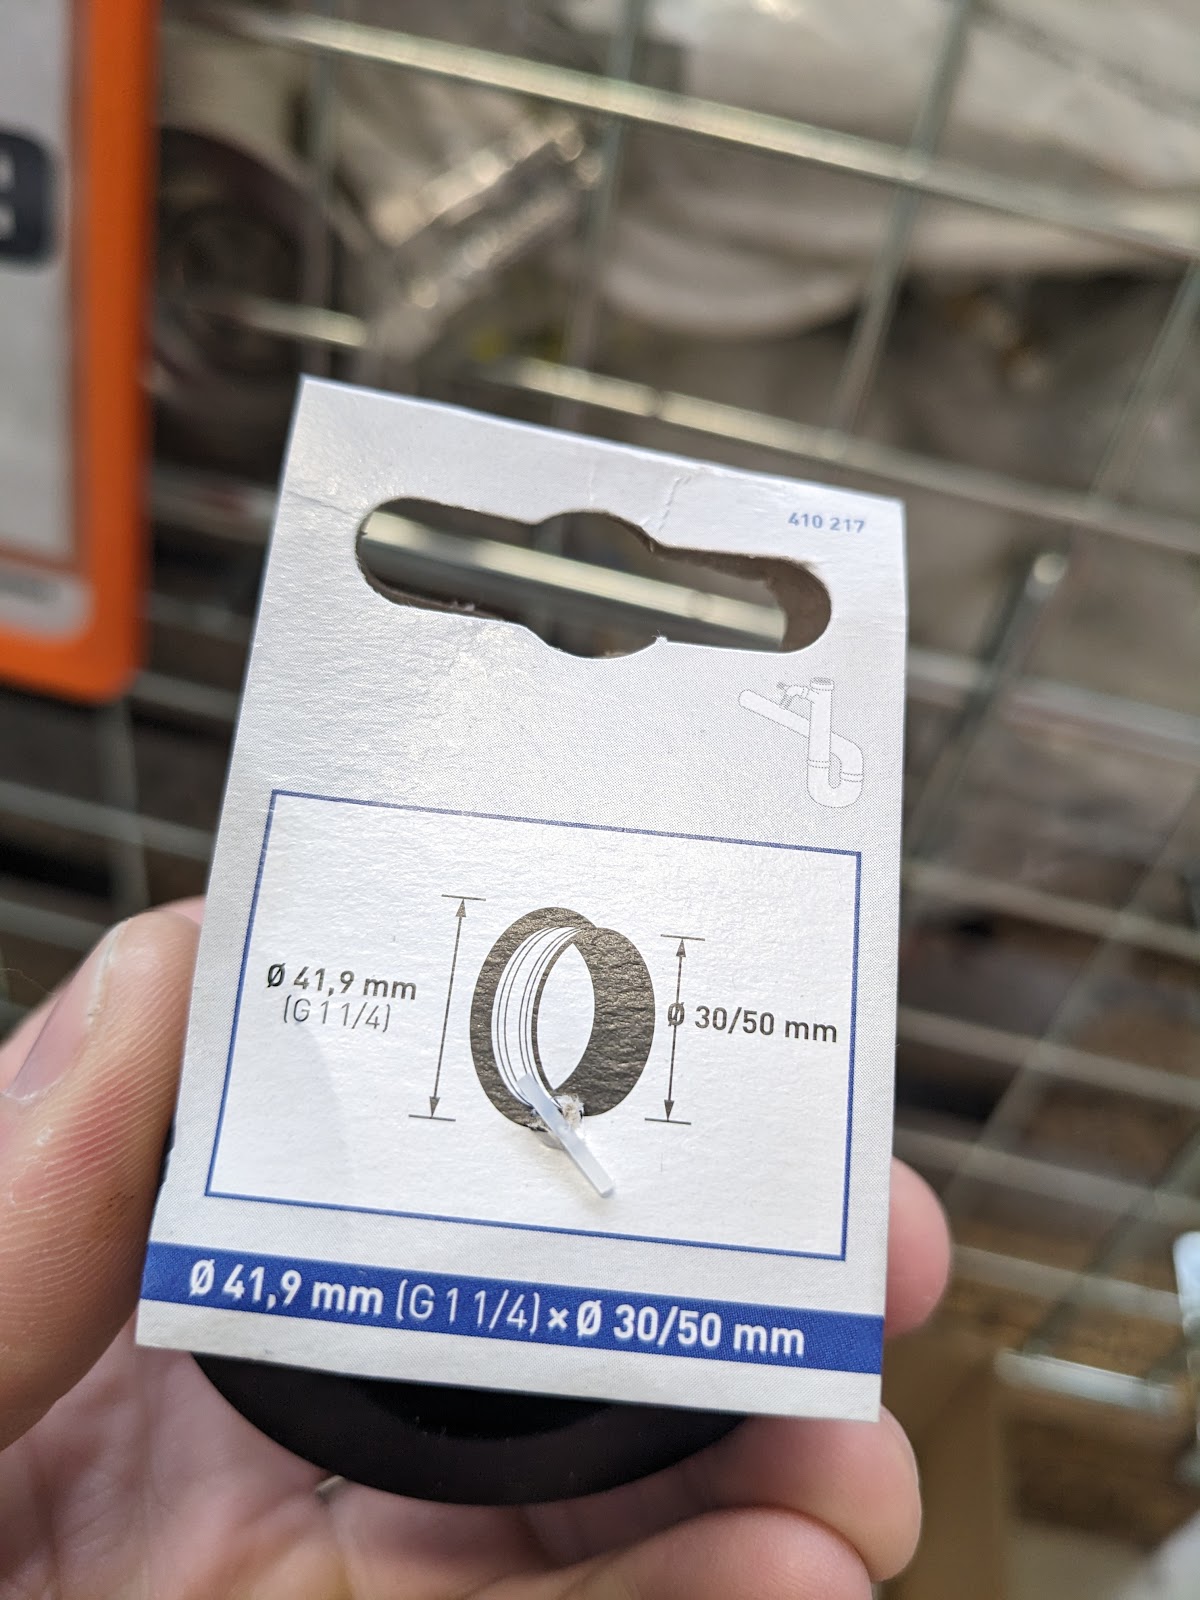 410 217
Ø 41,9 mm
(G 1 1/4)
Ø 30/50 mm
Ø 41,9 mm (G 1 1/4) × Ø 30/50 mm